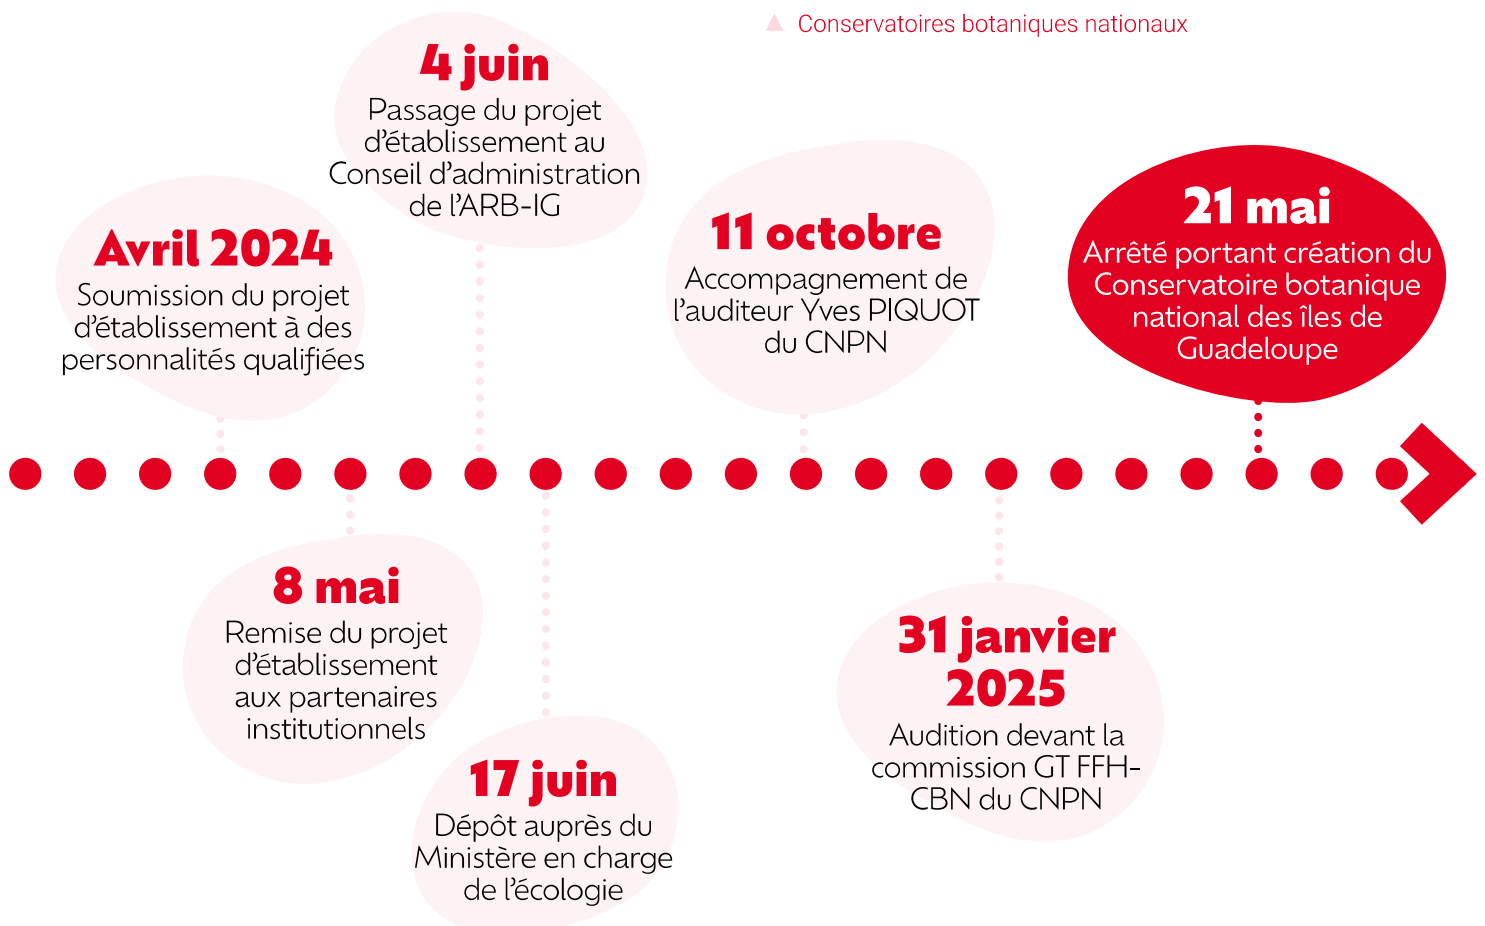 ▲ Conservatoires botaniques nationaux
Avril 2024
Soumission du projet
d'établissement à des
personnalités qualifiées
8 mai
Remise du projet
d'établissement
aux partenaires
institutionnels
4 juin
Passage du projet
d'établissement au
Conseil d'administration
de l'ARB-IG
17 juin
Dépôt auprès du
Ministère en charge
de l'écologie
11 octobre
Accompagnement de
l'auditeur Yves PIQUOT
du CNPN
31 janvier
2025
Audition devant la
commission GT FFH-
CBN du CNPN
21 mai
Arrêté portant création du
Conservatoire botanique
national des îles de
Guadeloupe